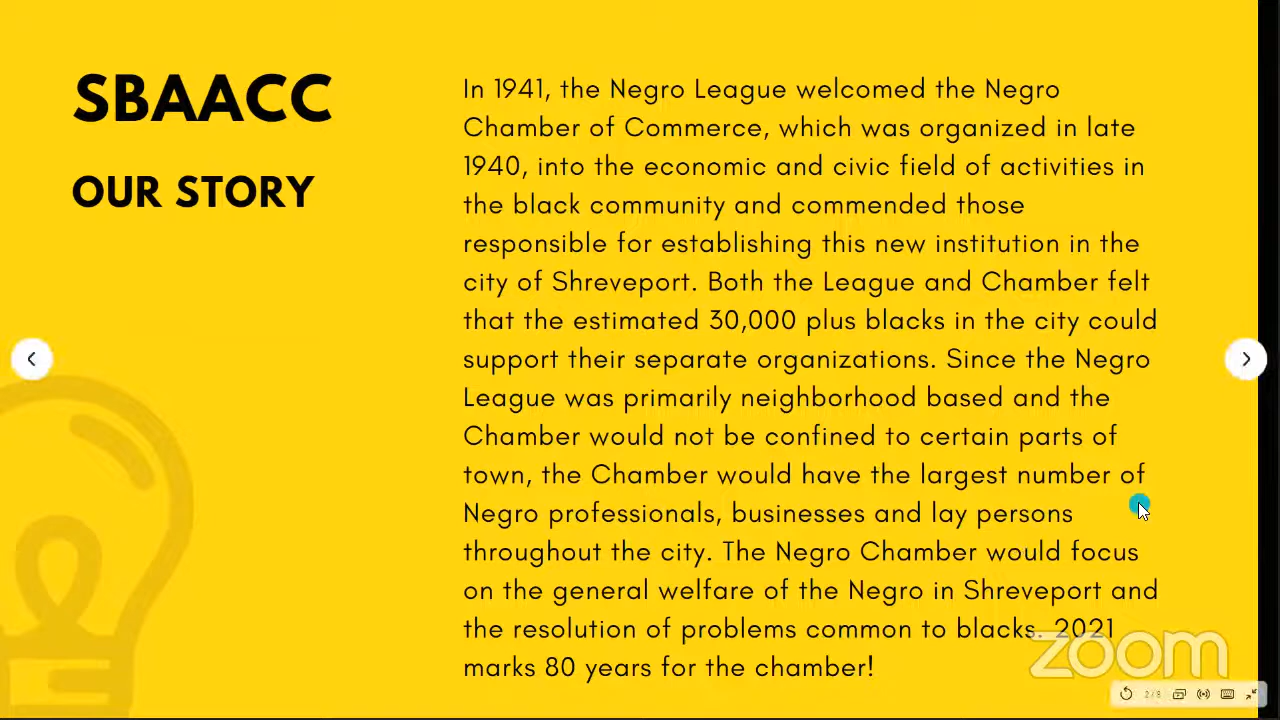 SBAACC
OUR STORY
In 1941, the Negro League welcomed the Negro
Chamber of Commerce, which was organized in late
1940, into the economic and civic field of activities in
the black community and commended those
responsible for establishing this new institution in the
city of Shreveport. Both the League and Chamber felt
that the estimated 30,000 plus blacks in the city could
support their separate organizations. Since the Negro
League was primarily neighborhood based and the
Chamber would not be confined to certain parts of
town, the Chamber would have the largest number of
Negro professionals, businesses and lay persons
throughout the city. The Negro Chamber would focus
on the general welfare of the Negro in Shreveport and
the resolution of problems common to blacks. 2021
marks 80 years for the chamber!
zoom
2/8